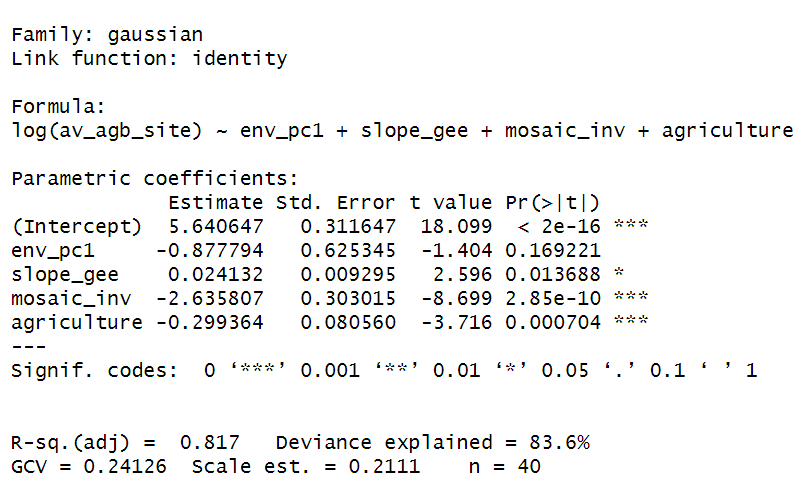 Family: gaussian
Link function: identity
Formula:
log(av_agb_site) ~ env_pc1 + slope_gee + mosaic_inv + agriculture
Parametric coefficients:
Estimate Std. Error t value Pr(>|t|)
(Intercept) 5.640647 0.311647 18.099 < 2e-16 ***
env_pc1 -0.877794 0.625345 -1.404 0.169221
slope_gee 0.024132 0.009295 2.596 0.013688 *
mosaic_inv -2.635807 0.303015 -8.699 2.85e-10 ***
agriculture -0.299364 0.080560 -3.716 0.000704 ***
---
Signif. codes: 0 ‘***’ 0.001 ‘**’ 0.01 ‘*’ 0.05 ‘.’ 0.1 ‘ ’ 1
R-sq.(adj) = 0.817 Deviance explained = 83.6%
GCV = 0.24126 Scale est. = 0.2111 n = 40